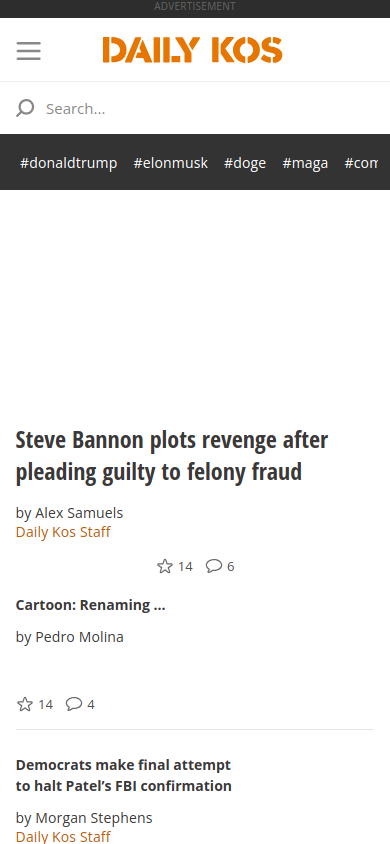 ADVERTISEMENT
DAILY KOS
Search...
#donaldtrump #elonmusk #doge #maga #com
Steve Bannon plots revenge after
pleading guilty to felony fraud
by Alex Samuels
Daily Kos Staff
14 6
Cartoon: Renaming ...
by Pedro Molina
14 4
Democrats make final attempt
to halt Patel’s FBI confirmation
by Morgan Stephens
Daily Kos Staff